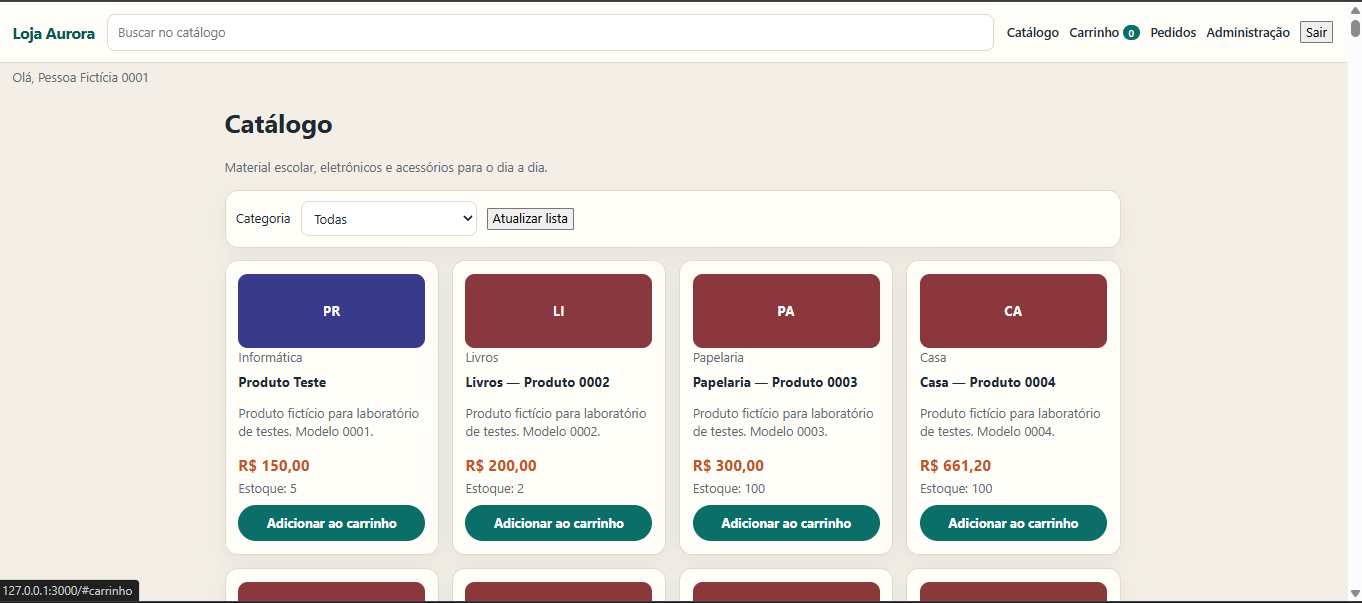 Loja Aurora
Buscar no catálogo
Catálogo
Carrinho 0
Pedidos
Administração
Sair
Olá, Pessoa Fictícia 0001
Catálogo
Material escolar, eletrônicos e acessórios para o dia a dia.
Categoria
Todas
Atualizar lista
PR
Informática
Produto Teste
Produto fictício para laboratório
de testes. Modelo 0001.
R$ 150,00
Estoque: 5
Adicionar ao carrinho
LI
Livros
Livros — Produto 0002
Produto fictício para laboratório
de testes. Modelo 0002.
R$ 200,00
Estoque: 2
Adicionar ao carrinho
PA
Papelaria
Papelaria — Produto 0003
Produto fictício para laboratório
de testes. Modelo 0003.
R$ 300,00
Estoque: 100
Adicionar ao carrinho
CA
Casa
Casa — Produto 0004
Produto fictício para laboratório
de testes. Modelo 0004.
R$ 661,20
Estoque: 100
Adicionar ao carrinho
127.0.0.1:3000/#carrinho